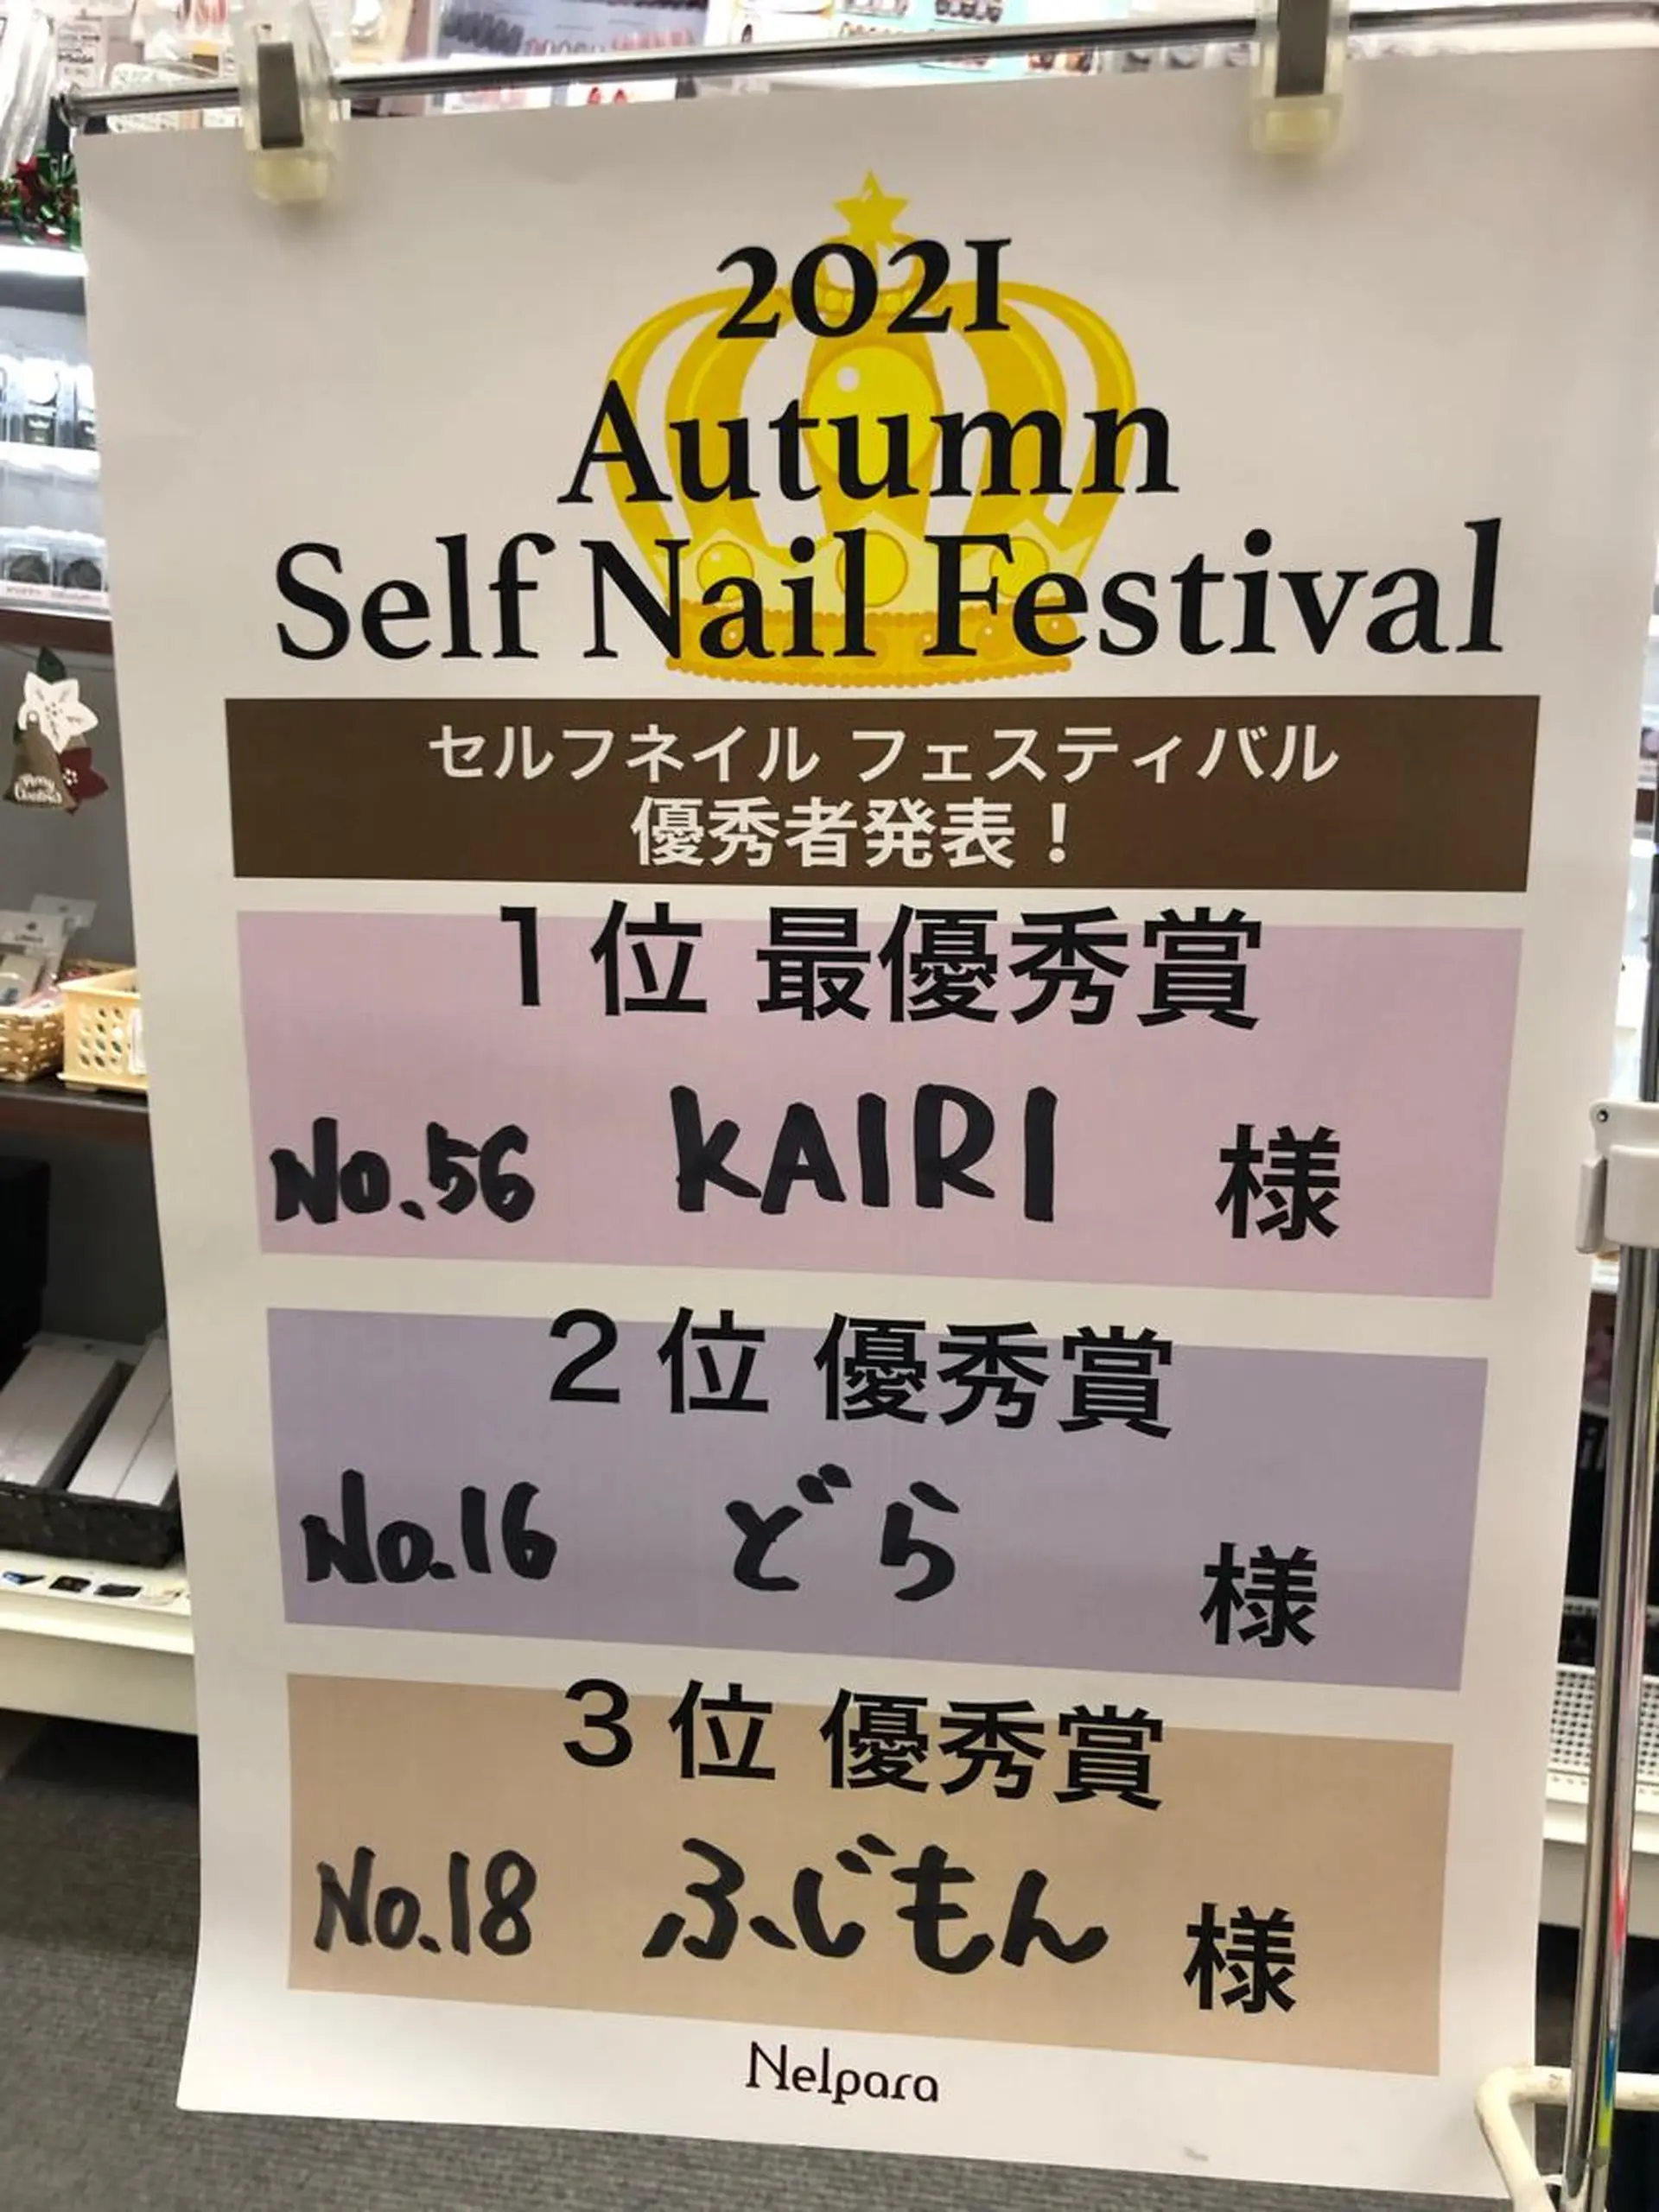 2021
Autumn
Self Nail Festival
セルフネイル フェスティバル
優秀者発表！
1位 最優秀賞
No.56 KAIRI 様
2位 優秀賞
No.16 どら 様
3位 優秀賞
No.18 ふじもん 様
Nelpara
Merry
Christmas